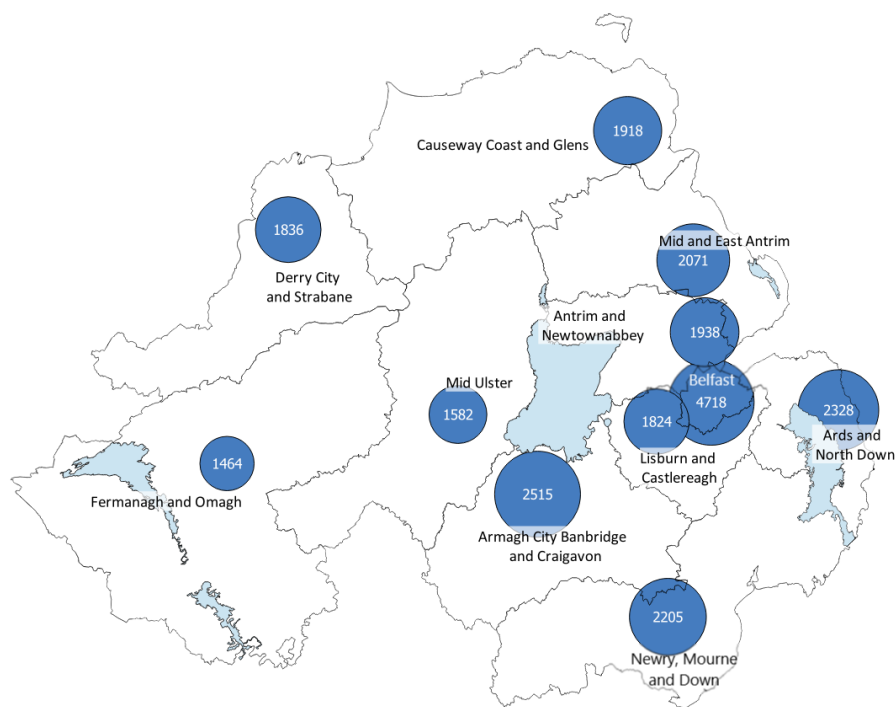 1918
Causeway Coast and Glens
1836
Derry City
and Strabane
Mid and East Antrim
2071
Antrim and
Newtownabbey
1938
Belfast
4718
Mid Ulster
1582
1824
Lisburn and
Castlereagh
2328
Ards and
North Down
1464
Fermanagh and Omagh
2515
Armagh City Banbridge
and Craigavon
2205
Newry, Mourne
and Down